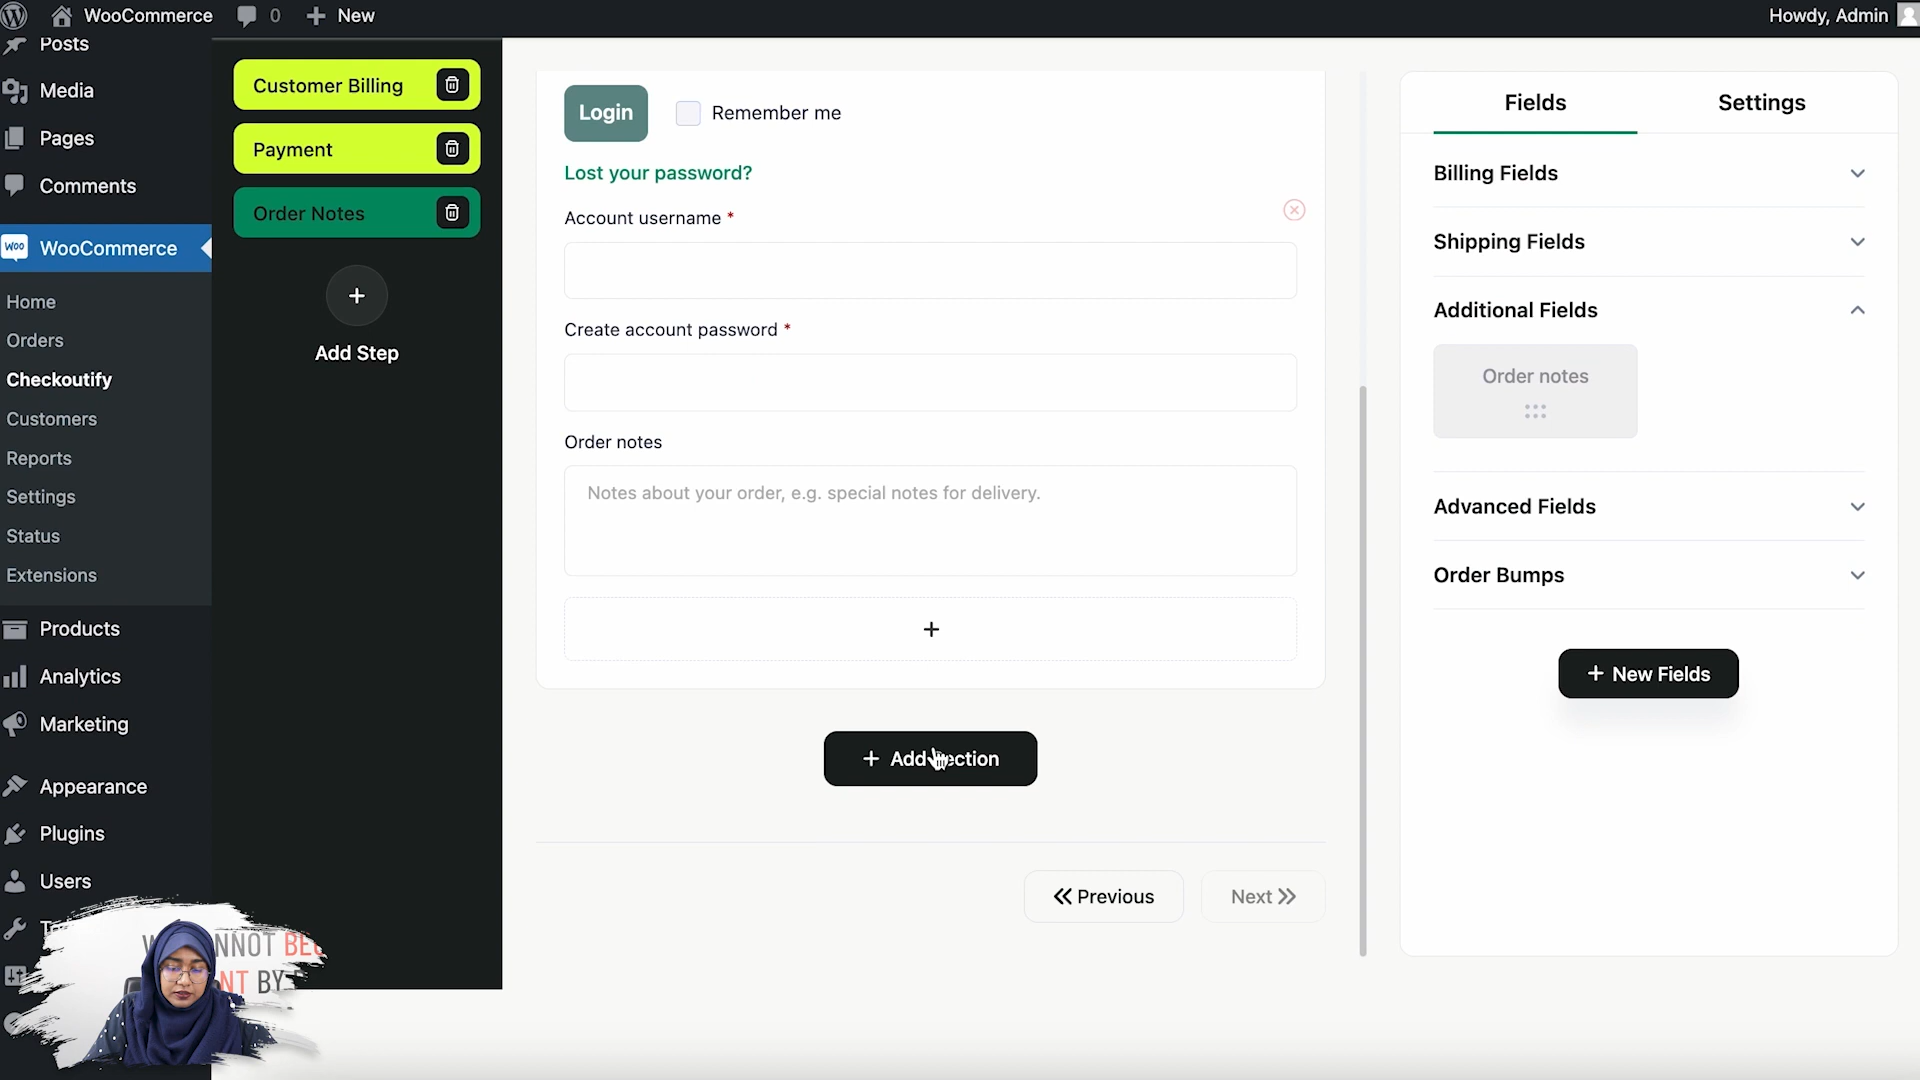 WooCommerce
0
New
Howdy, Admin
Posts
Media
Pages
Comments
WooCommerce
Home
Orders
Checkoutify
Customers
Reports
Settings
Status
Extensions
Products
Analytics
Marketing
Appearance
Plugins
Users
Customer Billing
Payment
Order Notes
+
Add Step
Login
Remember me
Lost your password?
Account username *
Create account password *
Order notes
Notes about your order, e.g. special notes for delivery.
+
+ Add
Previous
Next
Fields
Settings
Billing Fields
Shipping Fields
Additional Fields
Order notes
Advanced Fields
Order Bumps
+ New Fields
BY